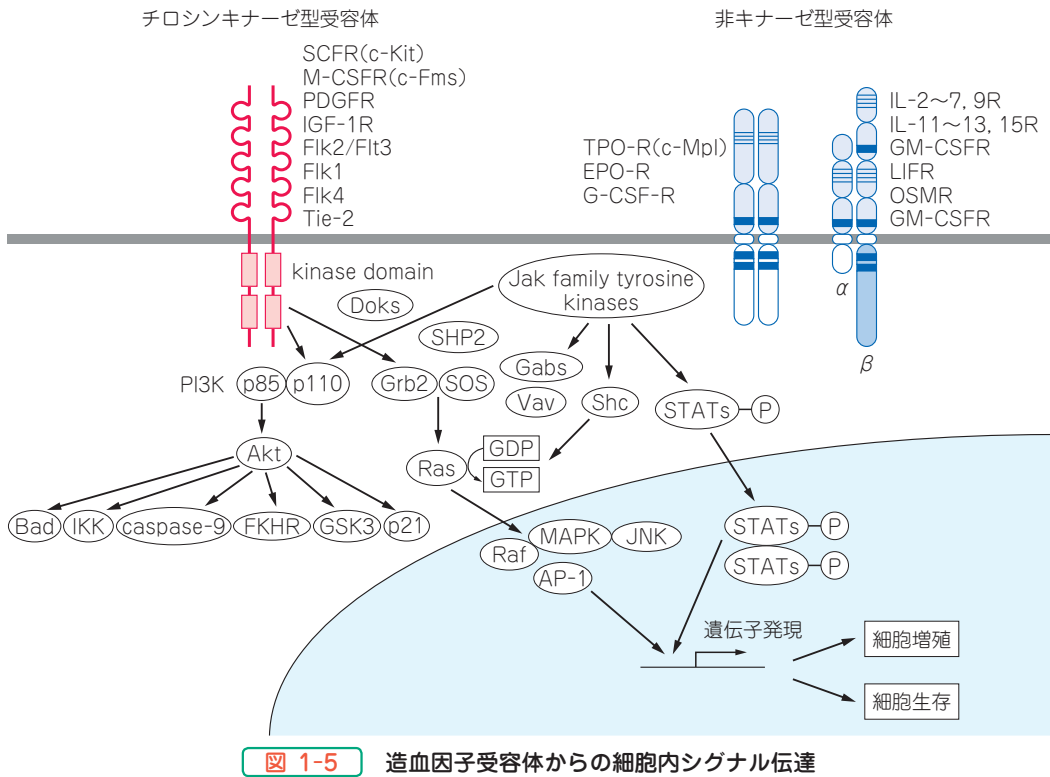 チロシンキナーゼ型受容体
非キナーゼ型受容体
SCFR(c-Kit)
M-CSFR(c-Fms)
PDGFR
IGF-1R
Flk2/Flt3
Flk1
Flk4
Tie-2
TPO-R(c-Mpl)
EPO-R
G-CSF-R
IL-2～7, 9R
IL-11～13, 15R
GM-CSFR
LIFR
OSMR
GM-CSFR
α
β
kinase domain
Doks
Jak family tyrosine
kinases
SHP2
PI3K
p85
p110
Grb2
SOS
Gabs
Vav
Shc
STATs
P
Akt
Ras
GDP
GTP
Bad
IKK
caspase-9
FKHR
GSK3
p21
Raf
MAPK
JNK
AP-1
STATs
P
STATs
P
遺伝子発現
細胞増殖
細胞生存
図 1-5 造血因子受容体からの細胞内シグナル伝達